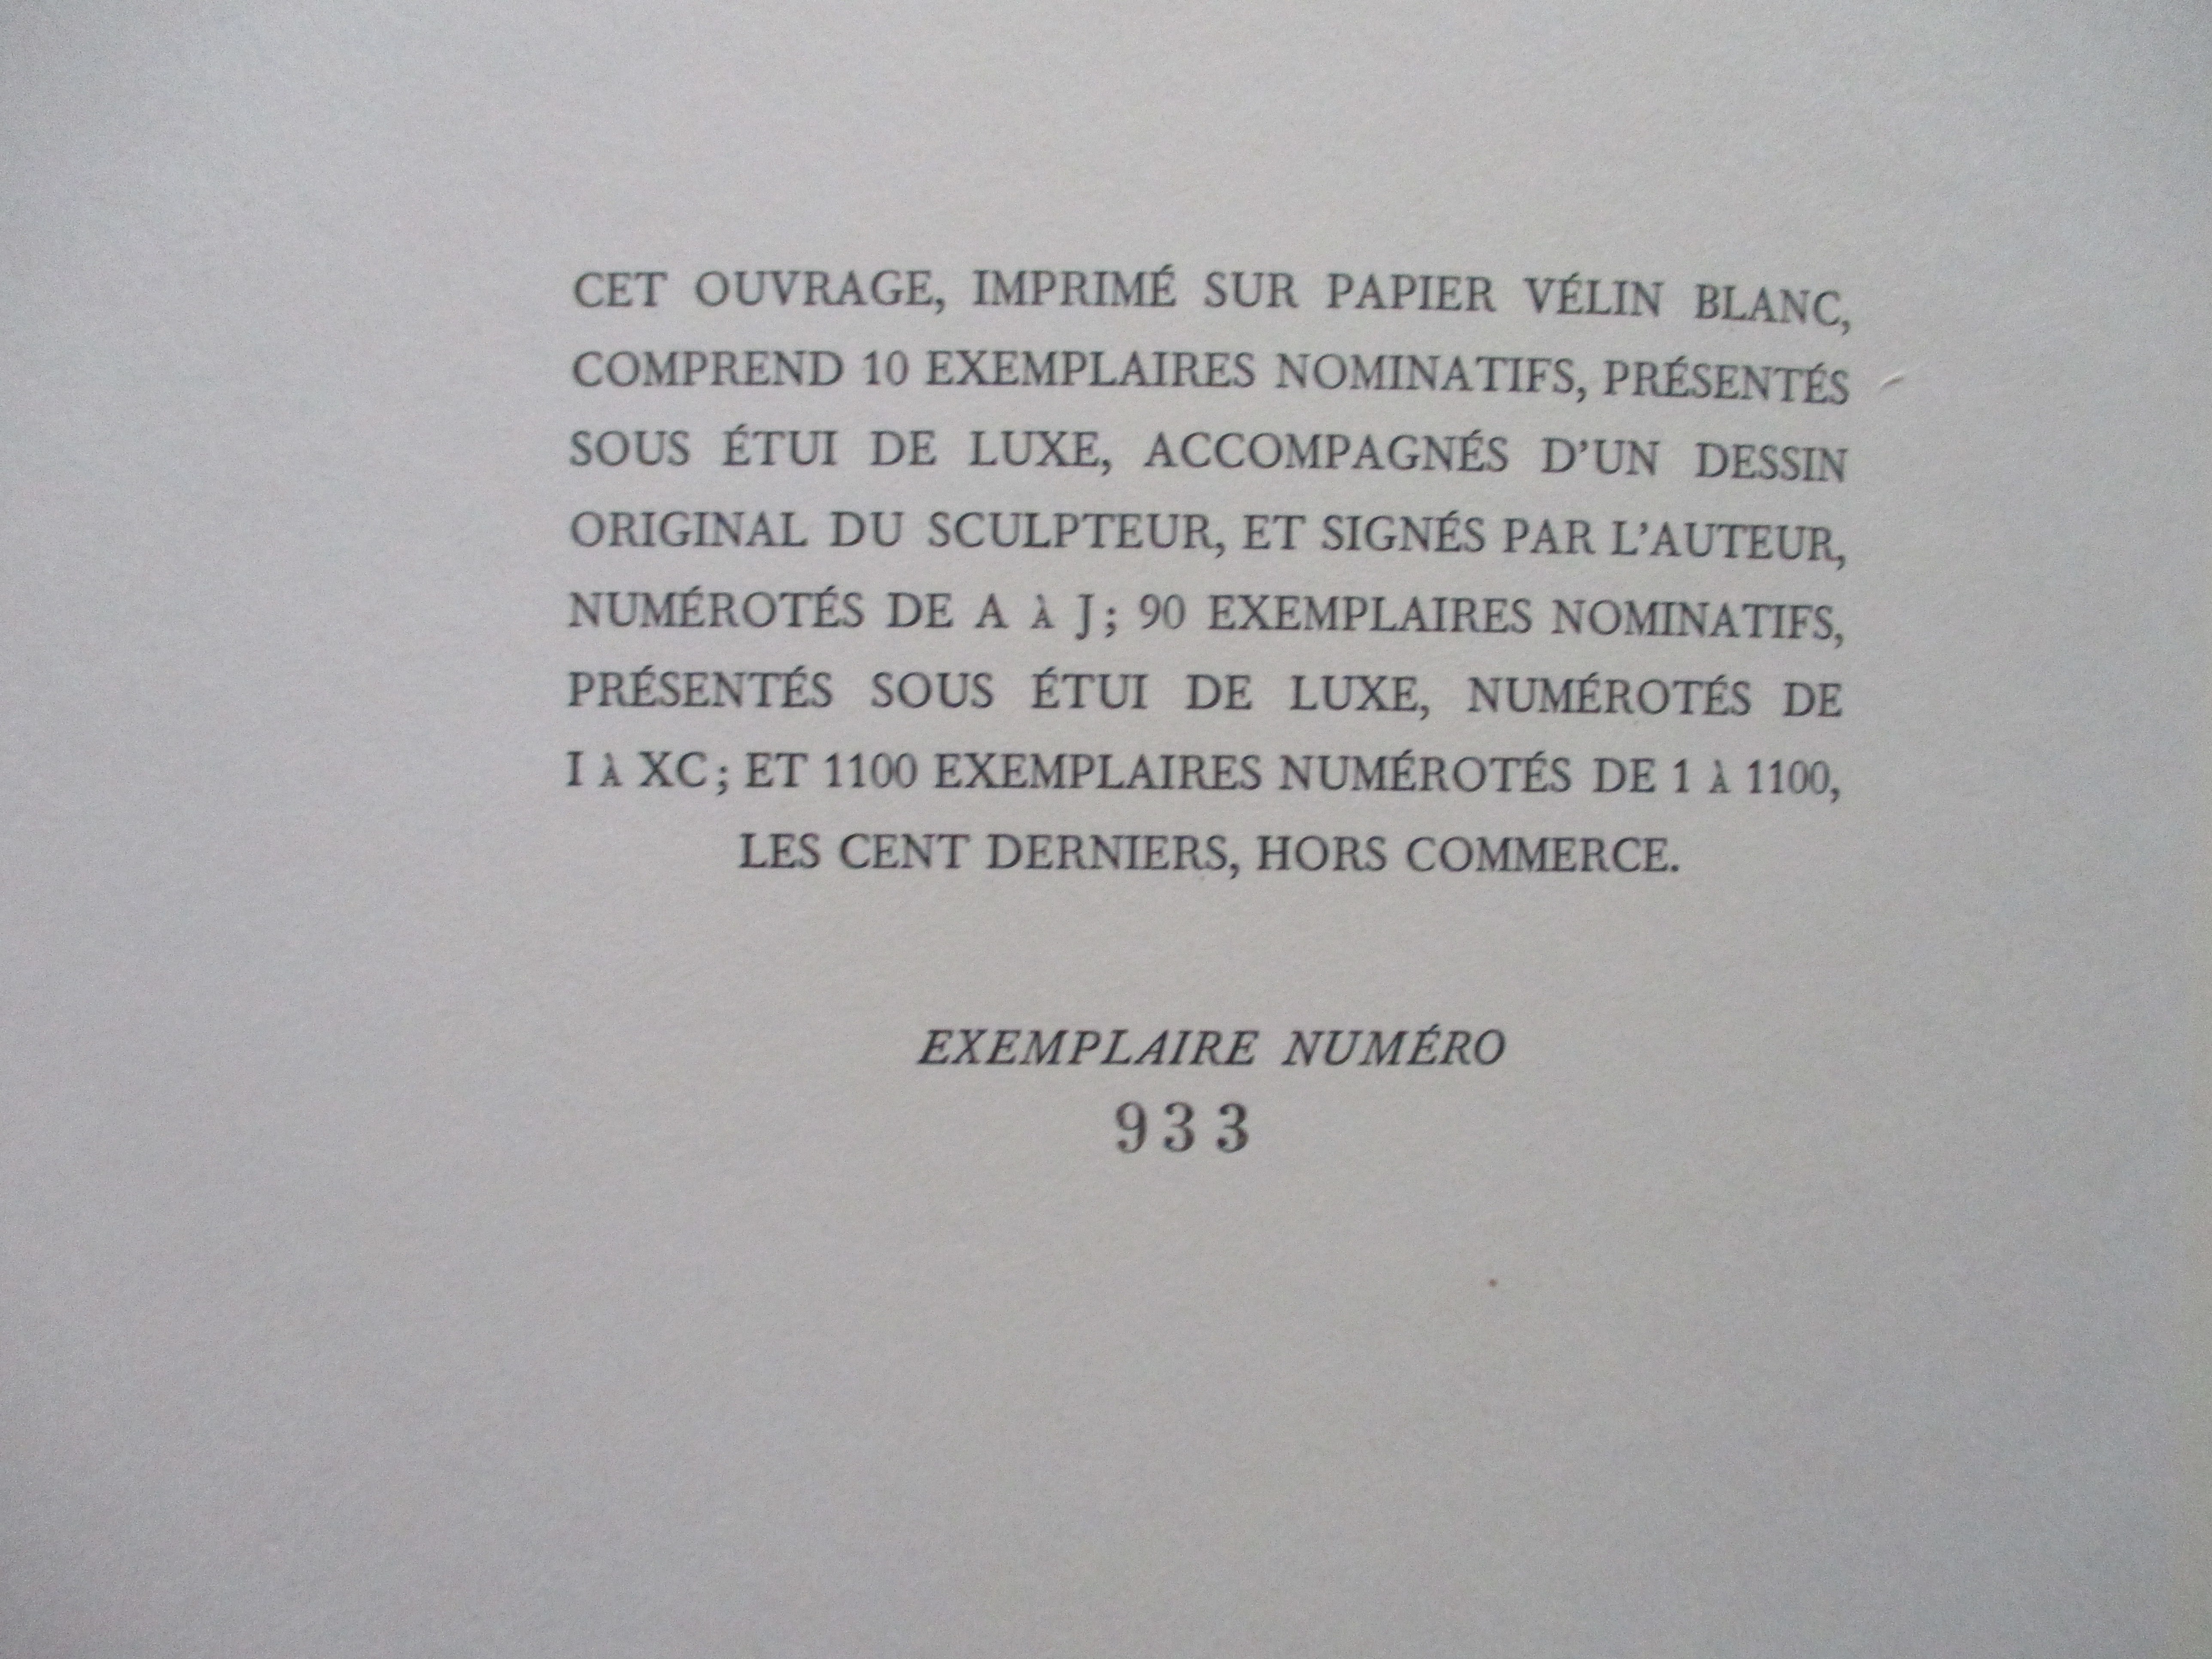 CET OUVRAGE, IMPRIMÉ SUR PAPIER VÉLIN BLANC,
COMPREND 10 EXEMPLAIRES NOMINATIFS, PRÉSENTÉS
SOUS ÉTUI DE LUXE, ACCOMPAGNÉS D'UN DESSIN
ORIGINAL DU SCULPTEUR, ET SIGNÉS PAR L'AUTEUR,
NUMÉROTÉS DE A À J; 90 EXEMPLAIRES NOMINATIFS,
PRÉSENTÉS SOUS ÉTUI DE LUXE, NUMÉROTÉS DE
I À XC; ET 1100 EXEMPLAIRES NUMÉROTÉS DE 1 À 1100,
LES CENT DERNIERS, HORS COMMERCE.
EXEMPLAIRE NUMÉRO
933